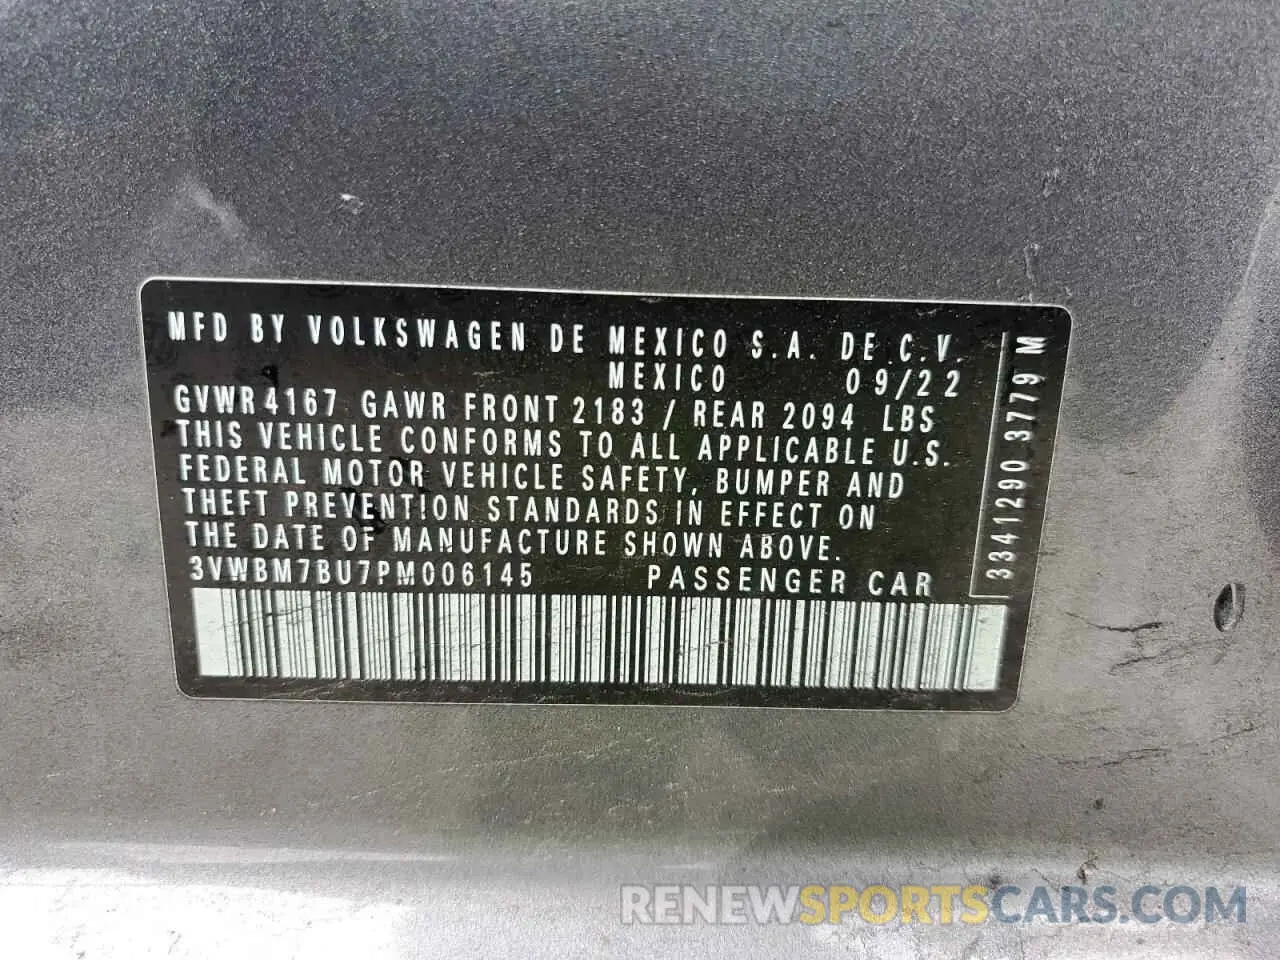 MFD BY VOLKSWAGEN DE MEXICO S.A. DE C.V.
MEXICO 09/22
GVWR 4167 GAWR FRONT 2183 / REAR 2094 LBS
THIS VEHICLE CONFORMS TO ALL APPLICABLE U.S.
FEDERAL MOTOR VEHICLE SAFETY, BUMPER AND
THEFT PREVENTION STANDARDS IN EFFECT ON
THE DATE OF MANUFACTURE SHOWN ABOVE.
3VWBM7BU7PM006145 PASSENGER CAR
3341290 3779 M
RENEWSPORTSCARS.COM